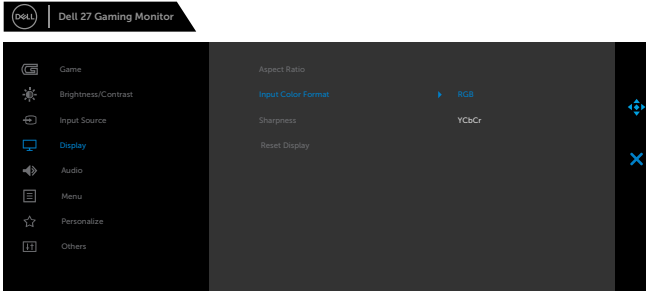 DELL
Dell 27 Gaming Monitor
Game
Aspect Ratio
Brightness/Contrast
Input Color Format
RGB
Input Source
Sharpness
YCbCr
Display
Reset Display
Audio
Menu
Personalize
Others